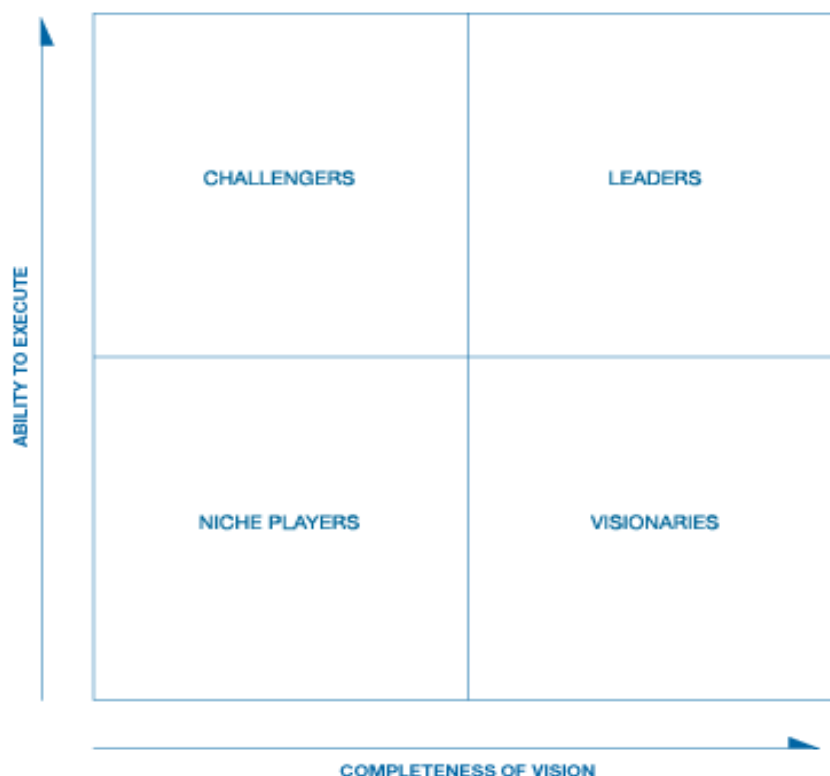 CHALLENGERS
LEADERS
ABILITY TO EXECUTE
NICHE PLAYERS
VISIONARIES
COMPLETENESS OF VISION